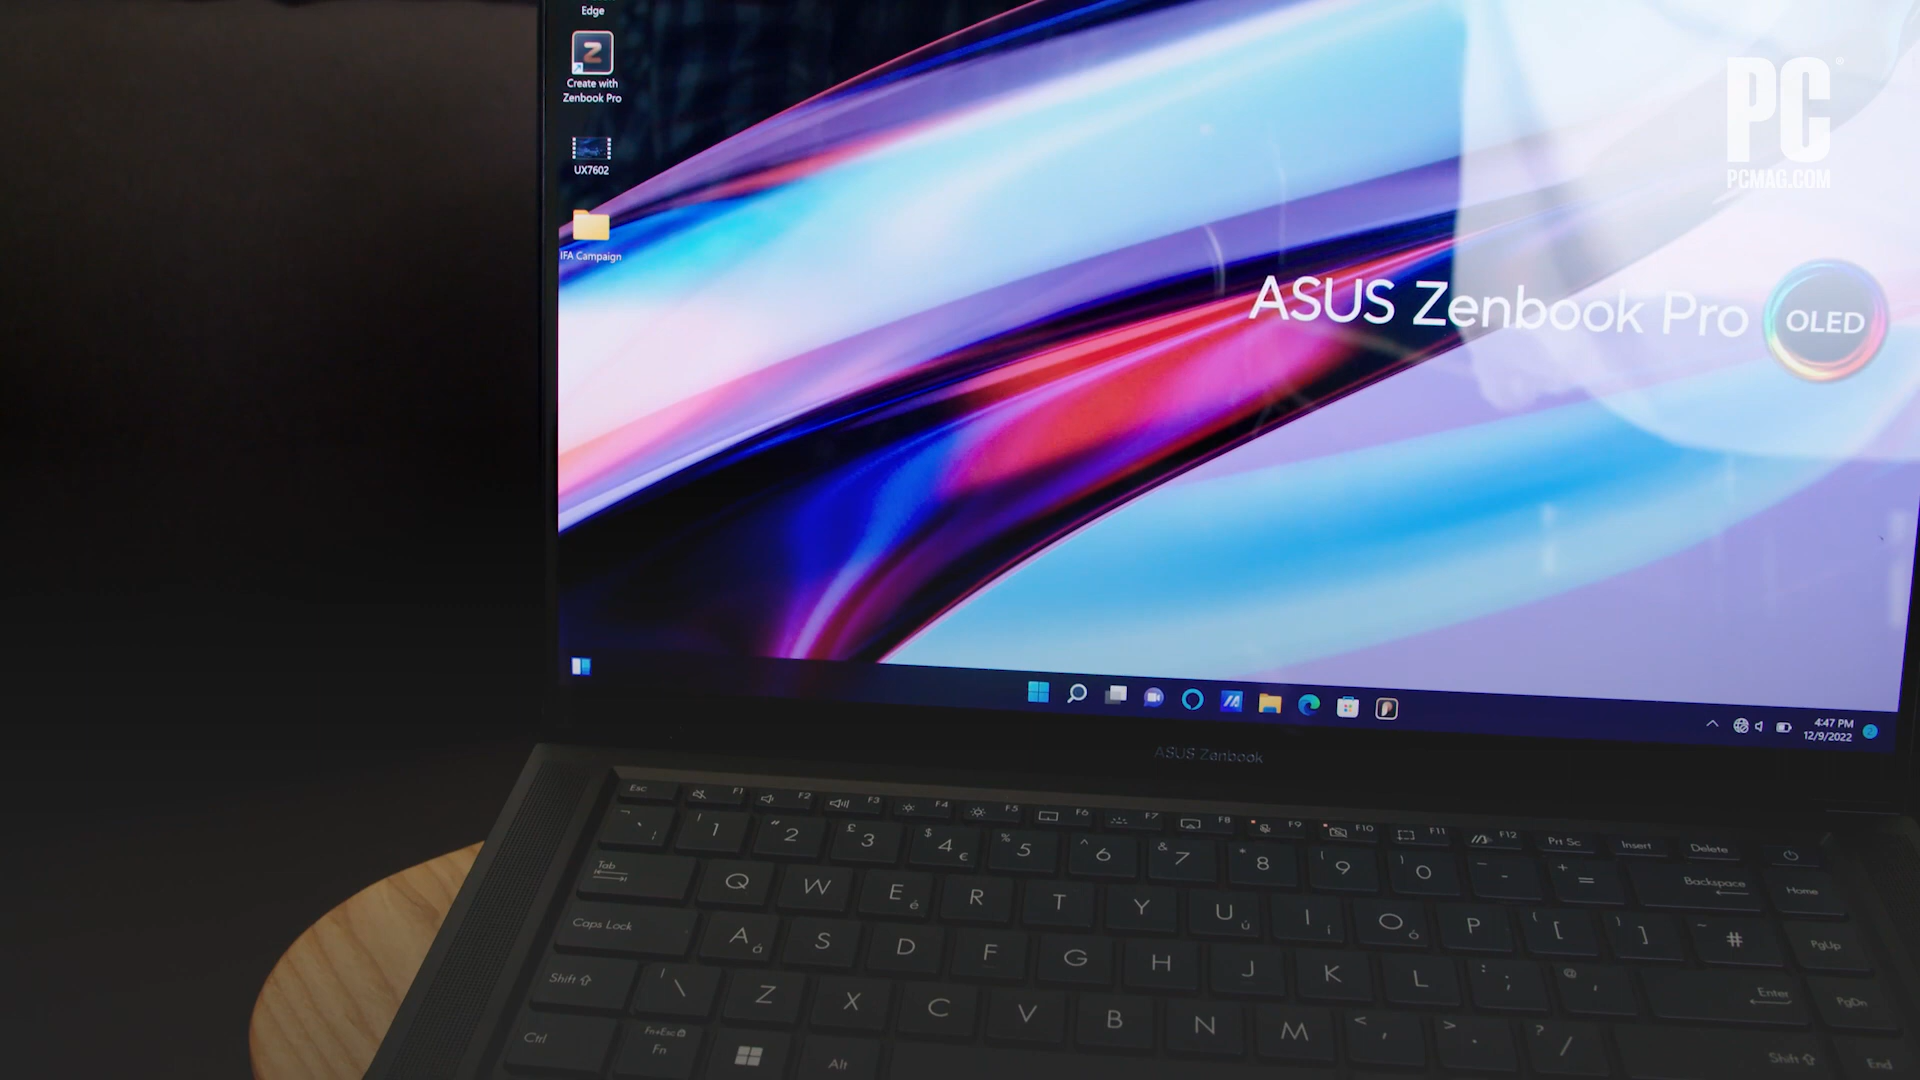 Edge
Create with
Zenbook Pro
UX7602
IFA Campaign
PC
PCMAG.COM
ASUS Zenbook Pro OLED
4:47 PM
12/9/2022
2
ASUS Zenbook
Esc F1 F2 F3 F4 F5 F6 F7 F8 F9 F10 F11 F12 Prt Sc Insert Delete
¬ ` ¦ ! 1 " 2 £ 3 $ 4 € % 5 ^ 6 & 7 * 8 ( 9 ) 0 _ - + = Backspace Home
Tab Q W E é R T Y U ú I í O ó P { [ } ] ~ # PgUp
Caps Lock A á S D F G H J K L : ; @ ' Enter PgDn
Shift | \ Z X C V B N M < , > . ? / Shift End
Ctrl Fn+Esc Fn Alt